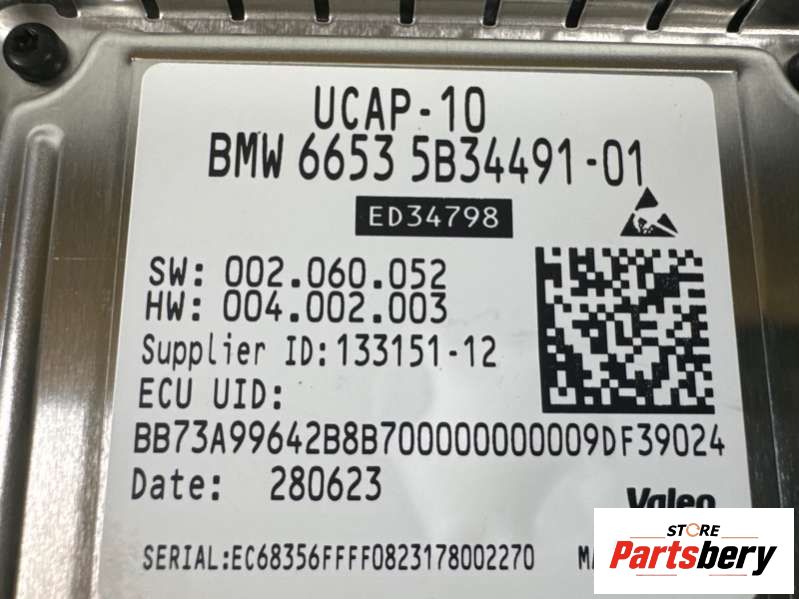 UCAP-10
BMW 6653 5B34491-01
ED34798
SW: 002.060.052
HW: 004.002.003
Supplier ID: 133151-12
ECU UID:
BB73A99642B8B700000000009DF39024
Date: 280623
Valeo
SERIAL:EC68356FFFF0823178002270
STORE
Partsbery